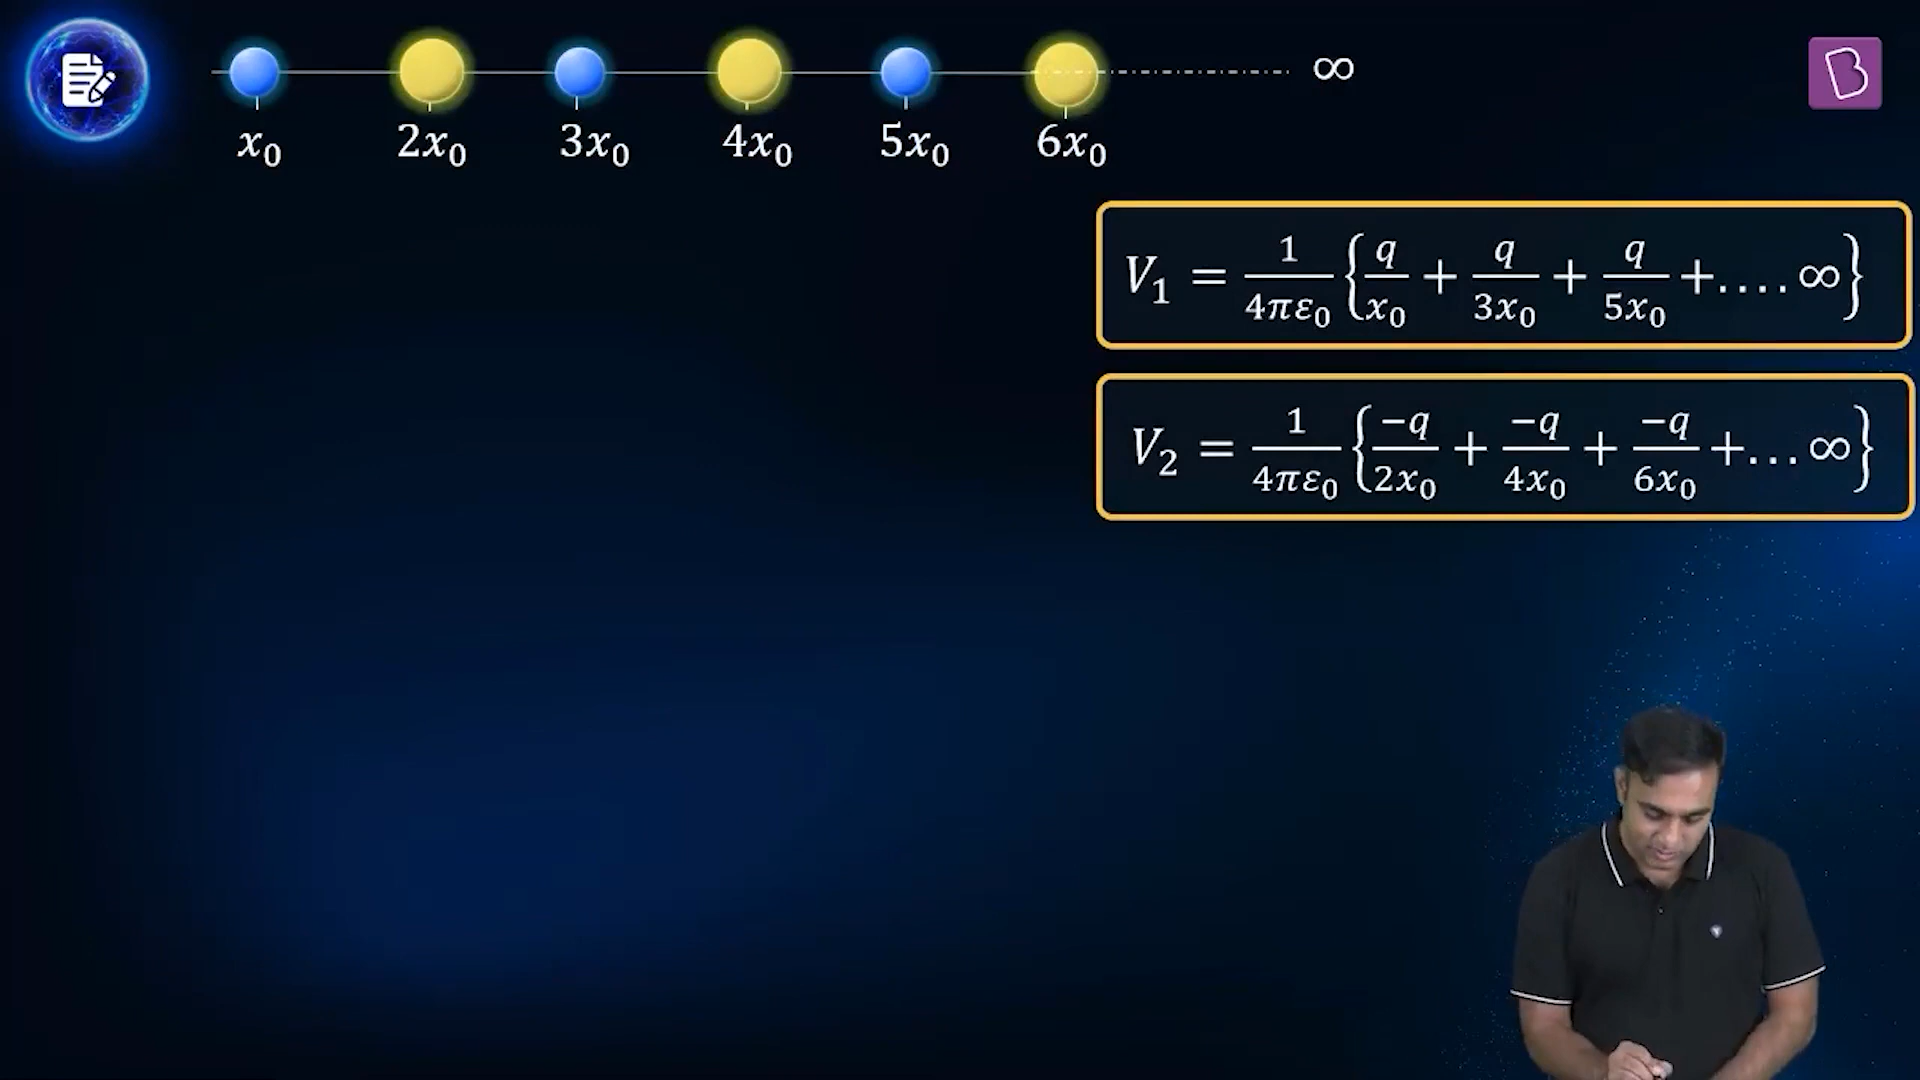 ∞
x₀ 2x₀ 3x₀ 4x₀ 5x₀ 6x₀
V₁ = 1/(4πε₀) {q/x₀ + q/(3x₀) + q/(5x₀) +.... ∞}
V₂ = 1/(4πε₀) {-q/(2x₀) + -q/(4x₀) + -q/(6x₀) +... ∞}